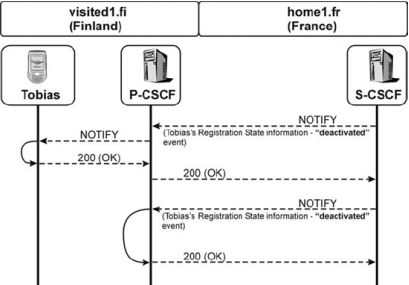 visited1.fi
(Finland)
home1.fr
(France)
Tobias
P-CSCF
S-CSCF
NOTIFY
(Tobias's Registration State information - “deactivated”
event)
NOTIFY
200 (OK)
200 (OK)
NOTIFY
(Tobias's Registration State information - “deactivated”
event)
200 (OK)